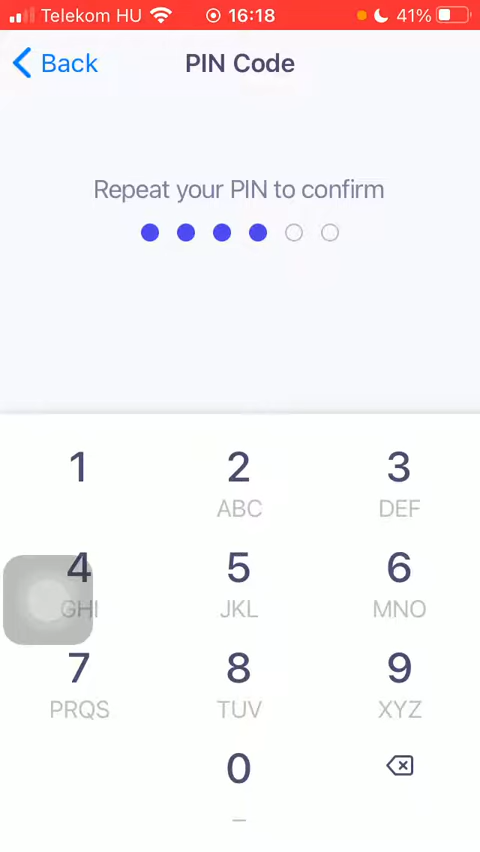 Telekom HU 16:18 41%
Back PIN Code
Repeat your PIN to confirm
1 2 3
ABC DEF
4 5 6
GHI JKL MNO
7 8 9
PRQS TUV XYZ
0
_